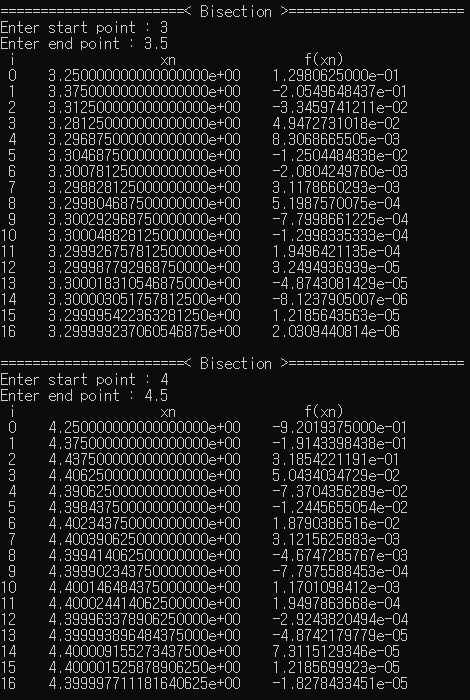 =======================< Bisection >======================
Enter start point : 3
Enter end point : 3.5
i xn f(xn)
0 3.250000000000000000e+00 1.2980625000e-01
1 3.375000000000000000e+00 -2.0549648437e-01
2 3.312500000000000000e+00 -3.3459741211e-02
3 3.281250000000000000e+00 4.9472731018e-02
4 3.296875000000000000e+00 8.3068665505e-03
5 3.304687500000000000e+00 -1.2504484838e-02
6 3.300781250000000000e+00 -2.0804249760e-03
7 3.298828125000000000e+00 3.1178660293e-03
8 3.299804687500000000e+00 5.1987570075e-04
9 3.300292968750000000e+00 -7.7998661225e-04
10 3.300048828125000000e+00 -1.2998335333e-04
11 3.299926757812500000e+00 1.9496421135e-04
12 3.299987792968750000e+00 3.2494936939e-05
13 3.300018310546875000e+00 -4.8743081429e-05
14 3.300003051757812500e+00 -8.1237905007e-06
15 3.299995422363281250e+00 1.2185643563e-05
16 3.299999237060546875e+00 2.0309440814e-06
=======================< Bisection >======================
Enter start point : 4
Enter end point : 4.5
i xn f(xn)
0 4.250000000000000000e+00 -9.2019375000e-01
1 4.375000000000000000e+00 -1.9143398438e-01
2 4.437500000000000000e+00 3.1854221191e-01
3 4.406250000000000000e+00 5.0434034729e-02
4 4.390625000000000000e+00 -7.3704356289e-02
5 4.398437500000000000e+00 -1.2445655054e-02
6 4.402343750000000000e+00 1.8790386516e-02
7 4.400390625000000000e+00 3.1215625883e-03
8 4.399414062500000000e+00 -4.6747285767e-03
9 4.399902343750000000e+00 -7.7975588453e-04
10 4.400146484375000000e+00 1.1701098412e-03
11 4.400024414062500000e+00 1.9497863668e-04
12 4.399963378906250000e+00 -2.9243820494e-04
13 4.399993896484375000e+00 -4.8742179779e-05
14 4.400009155273437500e+00 7.3115129346e-05
15 4.400001525878906250e+00 1.2185699923e-05
16 4.399997711181640625e+00 -1.8278433451e-05